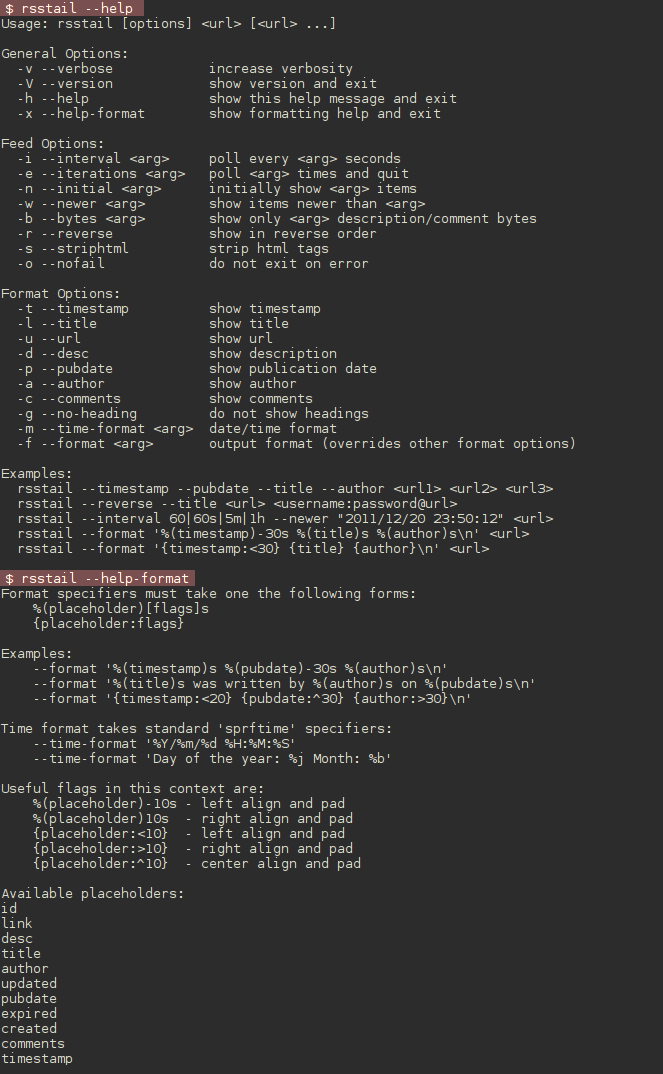 $ rsstail --help
Usage: rsstail [options] <url> [<url> ...]

General Options:
  -v --verbose            increase verbosity
  -V --version            show version and exit
  -h --help               show this help message and exit
  -x --help-format        show formatting help and exit

Feed Options:
  -i --interval <arg>     poll every <arg> seconds
  -e --iterations <arg>   poll <arg> times and quit
  -n --initial <arg>      initially show <arg> items
  -w --newer <arg>        show items newer than <arg>
  -b --bytes <arg>        show only <arg> description/comment bytes
  -r --reverse            show in reverse order
  -s --striphtml          strip html tags
  -o --nofail             do not exit on error

Format Options:
  -t --timestamp          show timestamp
  -l --title              show title
  -u --url                show url
  -d --desc               show description
  -p --pubdate            show publication date
  -a --author             show author
  -c --comments           show comments
  -g --no-heading         do not show headings
  -m --time-format <arg>  date/time format
  -f --format <arg>       output format (overrides other format options)

Examples:
  rsstail --timestamp --pubdate --title --author <url1> <url2> <url3>
  rsstail --reverse --title <url> <username:password@url>
  rsstail --interval 60|60s|5m|1h --newer "2011/12/20 23:50:12" <url>
  rsstail --format '%(timestamp)-30s %(title)s %(author)s\n' <url>
  rsstail --format '{timestamp:<30} {title} {author}\n' <url>

$ rsstail --help-format
Format specifiers must take one the following forms:
    %(placeholder)[flags]s
    {placeholder:flags}

Examples:
    --format '%(timestamp)s %(pubdate)-30s %(author)s\n'
    --format '%(title)s was written by %(author)s on %(pubdate)s\n'
    --format '{timestamp:<20} {pubdate:^30} {author:>30}\n'

Time format takes standard 'sprftime' specifiers:
    --time-format '%Y/%m/%d %H:%M:%S'
    --time-format 'Day of the year: %j Month: %b'

Useful flags in this context are:
    %(placeholder)-10s - left align and pad
    %(placeholder)10s  - right align and pad
    {placeholder:<10}  - left align and pad
    {placeholder:>10}  - right align and pad
    {placeholder:^10}  - center align and pad

Available placeholders:
id
link
desc
title
author
updated
pubdate
expired
created
comments
timestamp